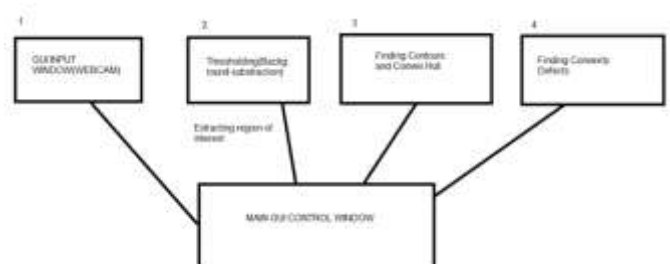 1
2.
3
4
GUI INPUT
WINDOW(WEBCAM)
Thresholding(Backg
round-substraction)
Finding Contours
and Convex Hull
Finding Convexity
Defects
Extracting region of
interest
MAIN GUI CONTROL WINDOW